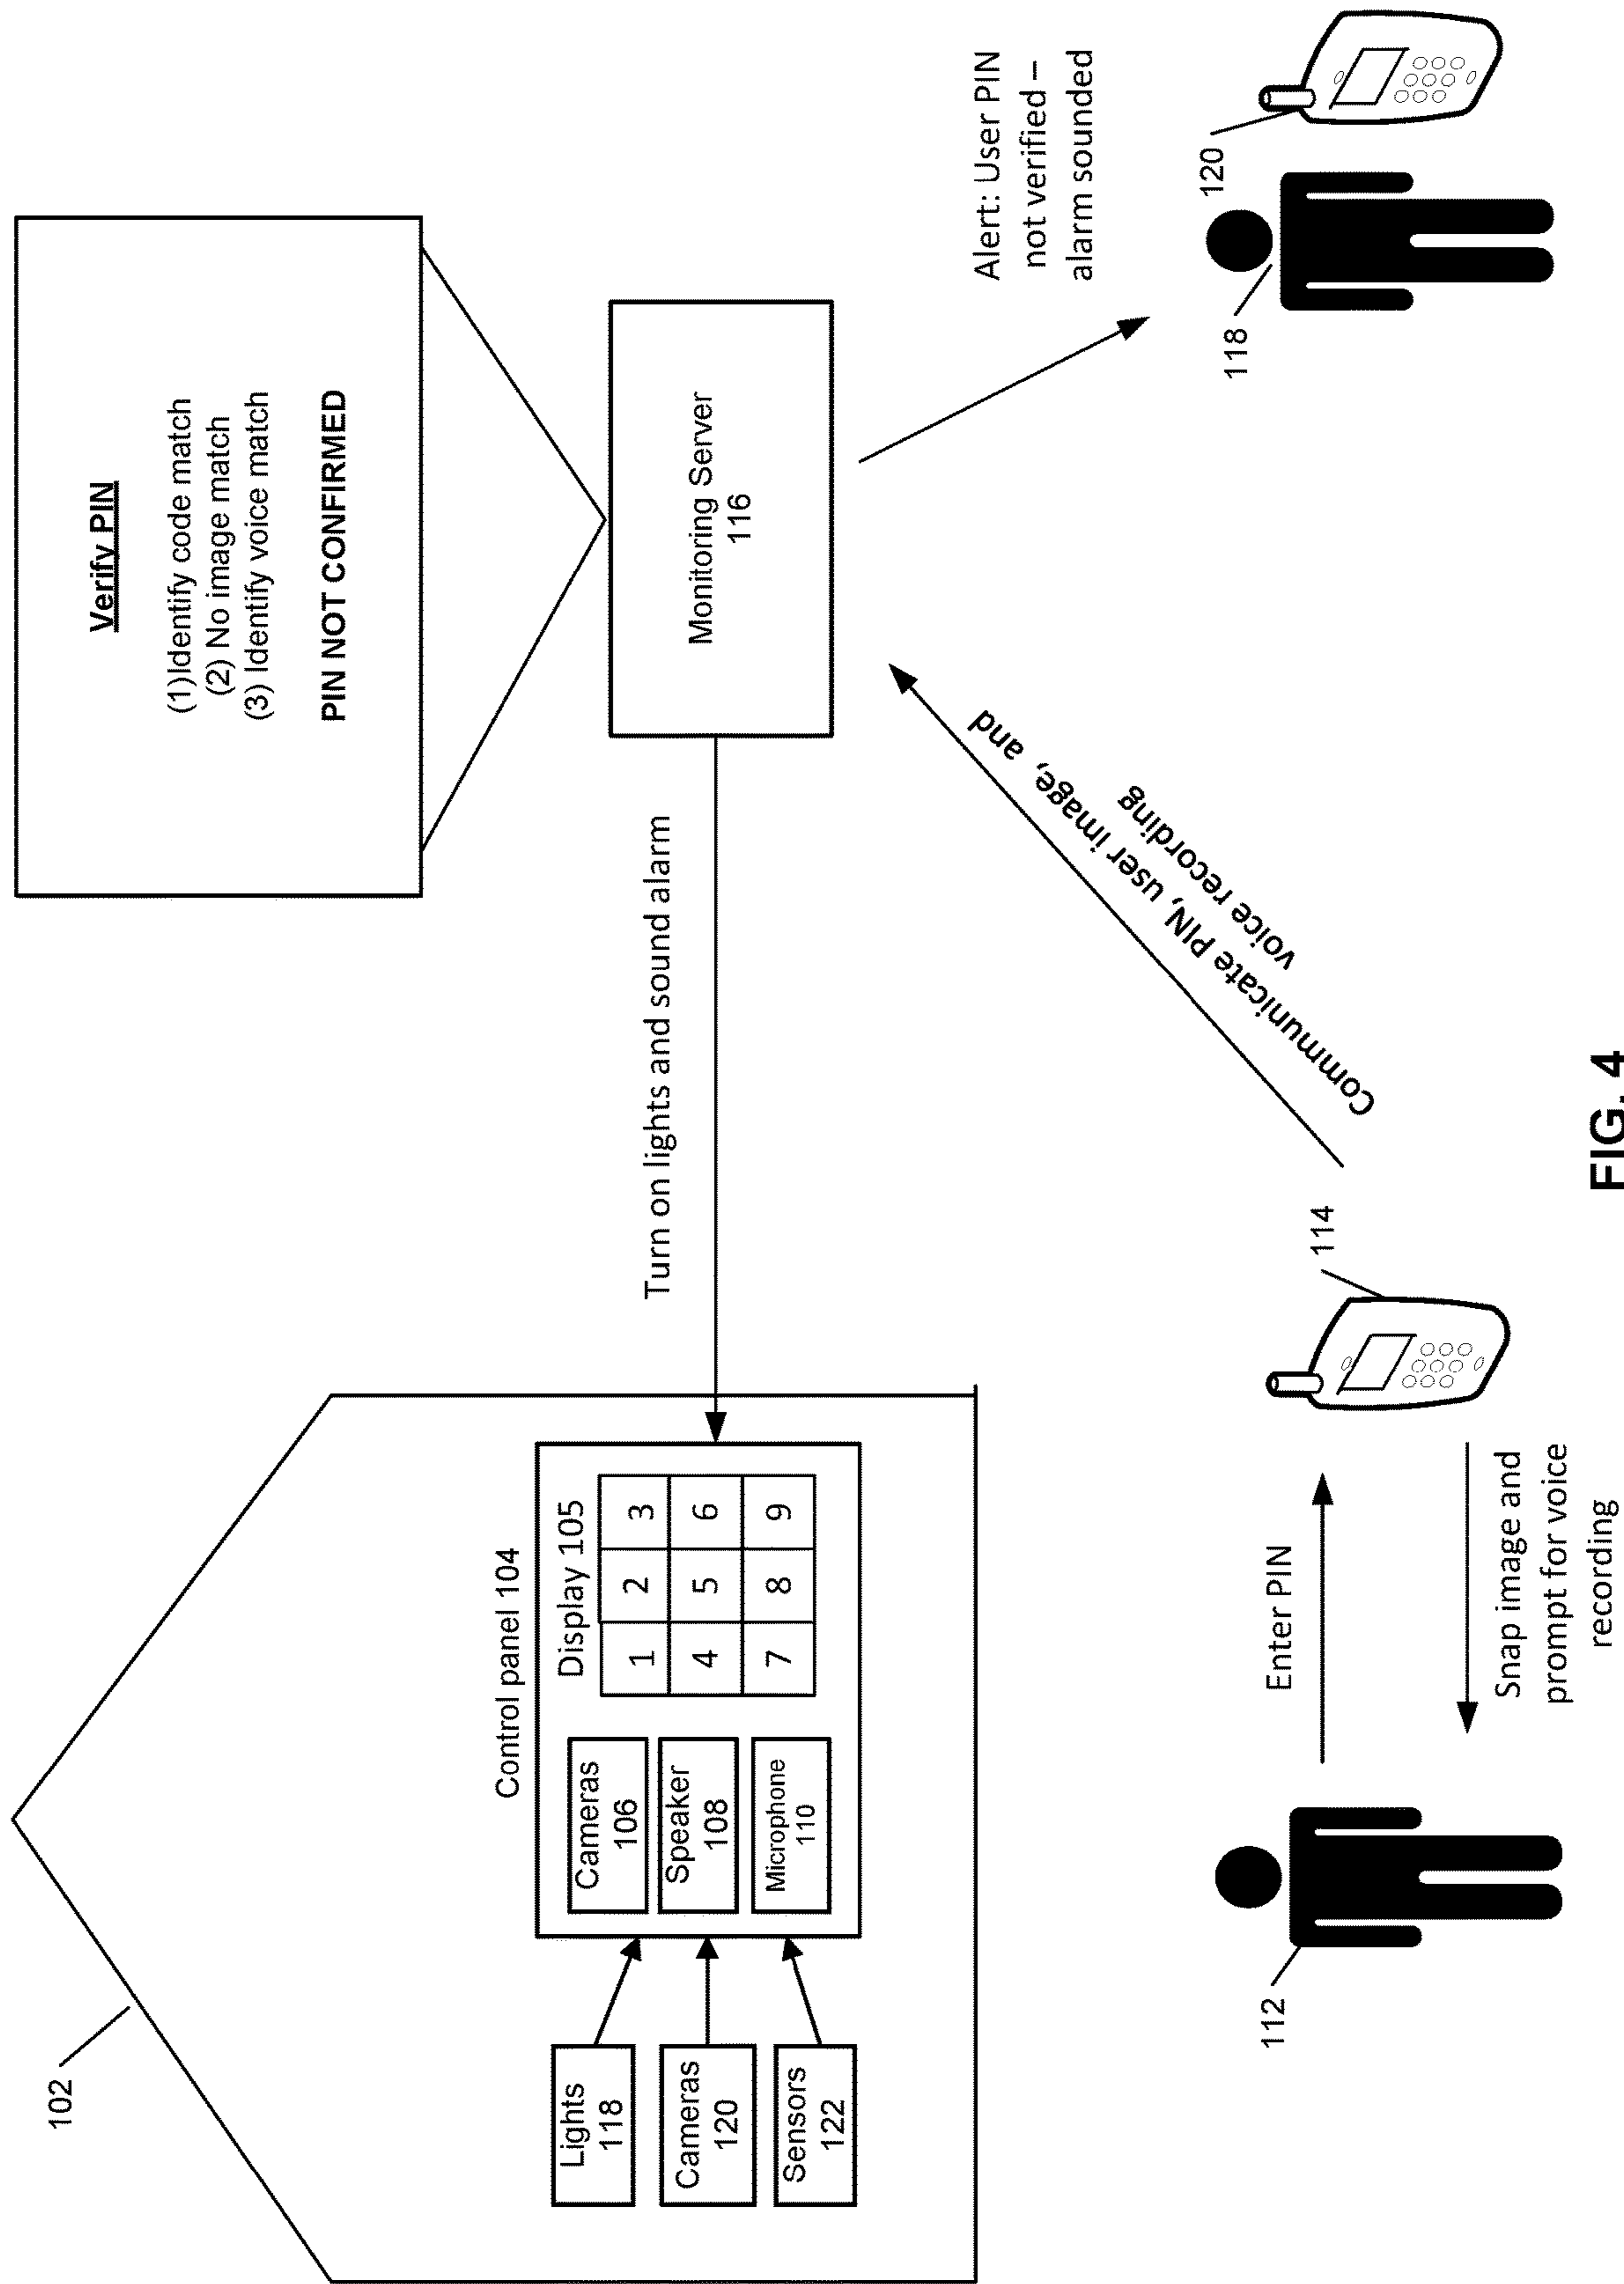 102
Control panel 104
Display 105
1 2 3
4 5 6
7 8 9
Cameras
106
Speaker
108
Microphone
110
Lights
118
Cameras
120
Sensors
122
Turn on lights and sound alarm
Verify PIN
(1)Identify code match
(2) No image match
(3) Identify voice match
PIN NOT CONFIRMED
Monitoring Server
116
Communicate PIN, user image, and
voice recording
Alert: User PIN
not verified –
alarm sounded
118
120
112
Enter PIN
114
Snap image and
prompt for voice
recording
FIG. 4